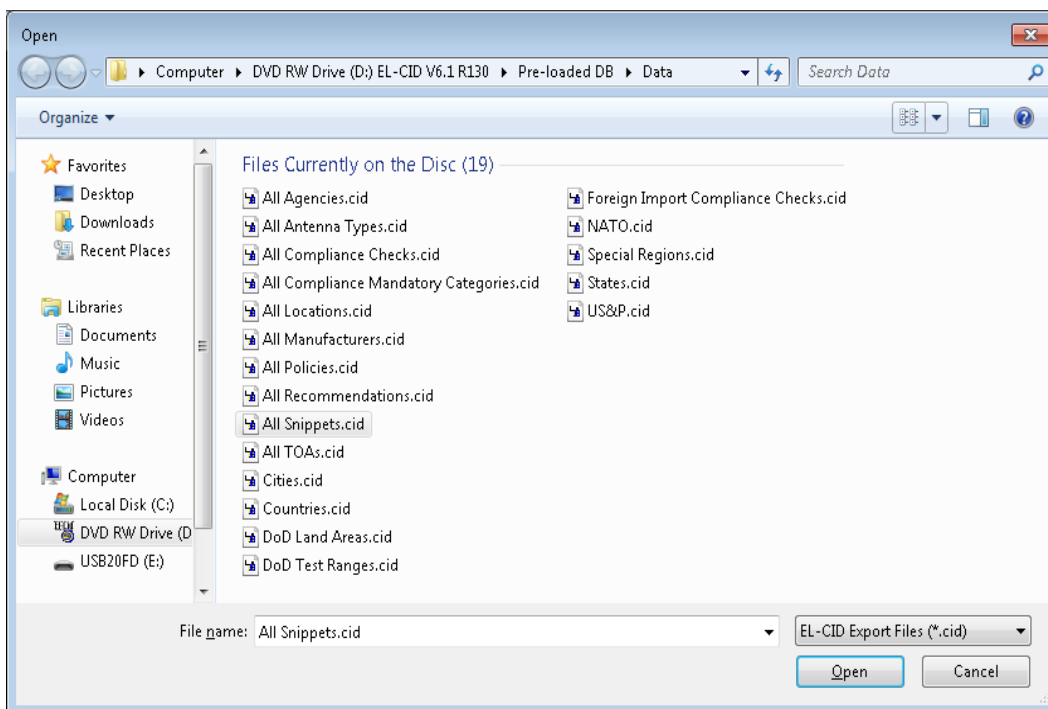 Open
Computer DVD RW Drive (D:) EL-CID V6.1 R130 Pre-loaded DB Data Search Data
Organize
Favorites
Desktop
Downloads
Recent Places
Libraries
Documents
Music
Pictures
Videos
Computer
Local Disk (C:)
DVD RW Drive (D
USB20FD (E:)
Files Currently on the Disc (19)
All Agencies.cid
All Antenna Types.cid
All Compliance Checks.cid
All Compliance Mandatory Categories.cid
All Locations.cid
All Manufacturers.cid
All Policies.cid
All Recommendations.cid
All Snippets.cid
All TOAs.cid
Cities.cid
Countries.cid
DoD Land Areas.cid
DoD Test Ranges.cid
Foreign Import Compliance Checks.cid
NATO.cid
Special Regions.cid
States.cid
US&P.cid
File name: All Snippets.cid EL-CID Export Files (*.cid)
Open Cancel